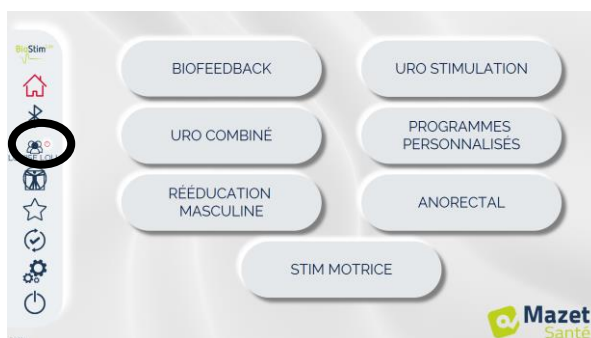 BioStim
BIOFEEDBACK
URO STIMULATION
URO COMBINÉ
PROGRAMMES
PERSONNALISÉS
RÉÉDUCATION
MASCULINE
ANORECTAL
STIM MOTRICE
Mazet
Santé